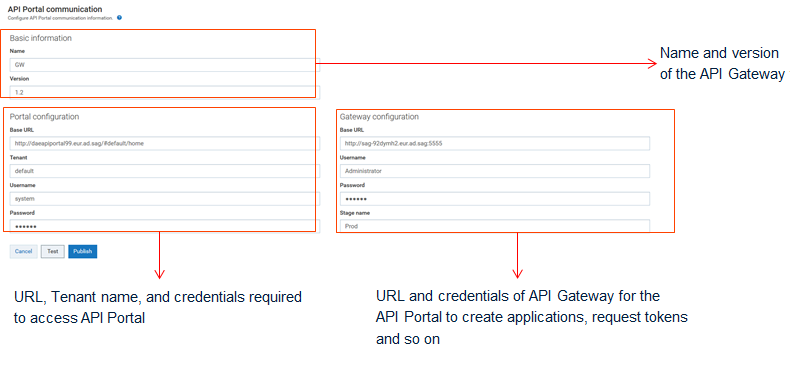 API Portal communication
Configure API Portal communication information. ?
Basic information
Name
GW
Version
1.2
Name and version
of the API Gateway
Portal configuration
Base URL
http://daeapiportal99.eur.ad.sag/#default/home
Tenant
default
Username
system
Password
••••••
Gateway configuration
Base URL
http://sag-92dymh2.eur.ad.sag:5555
Username
Administrator
Password
••••••
Stage name
Prod
Cancel
Test
Publish
URL, Tenant name, and credentials required
to access API Portal
URL and credentials of API Gateway for the
API Portal to create applications, request tokens
and so on